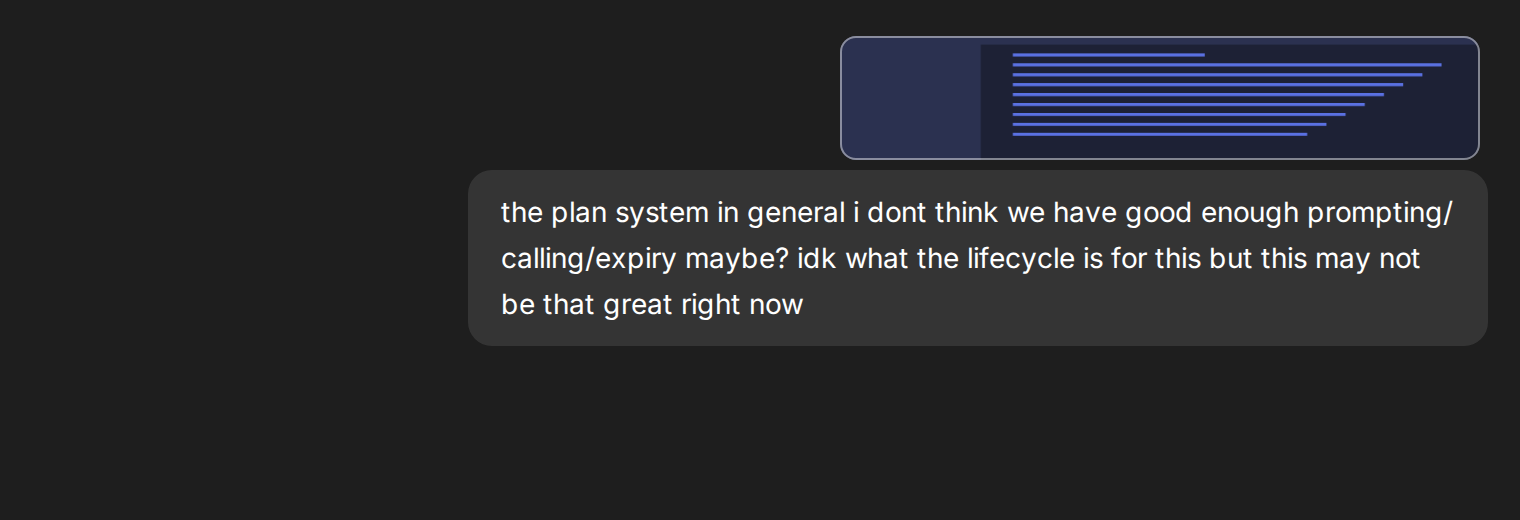 the plan system in general i dont think we have good enough prompting/
calling/expiry maybe? idk what the lifecycle is for this but this may not
be that great right now